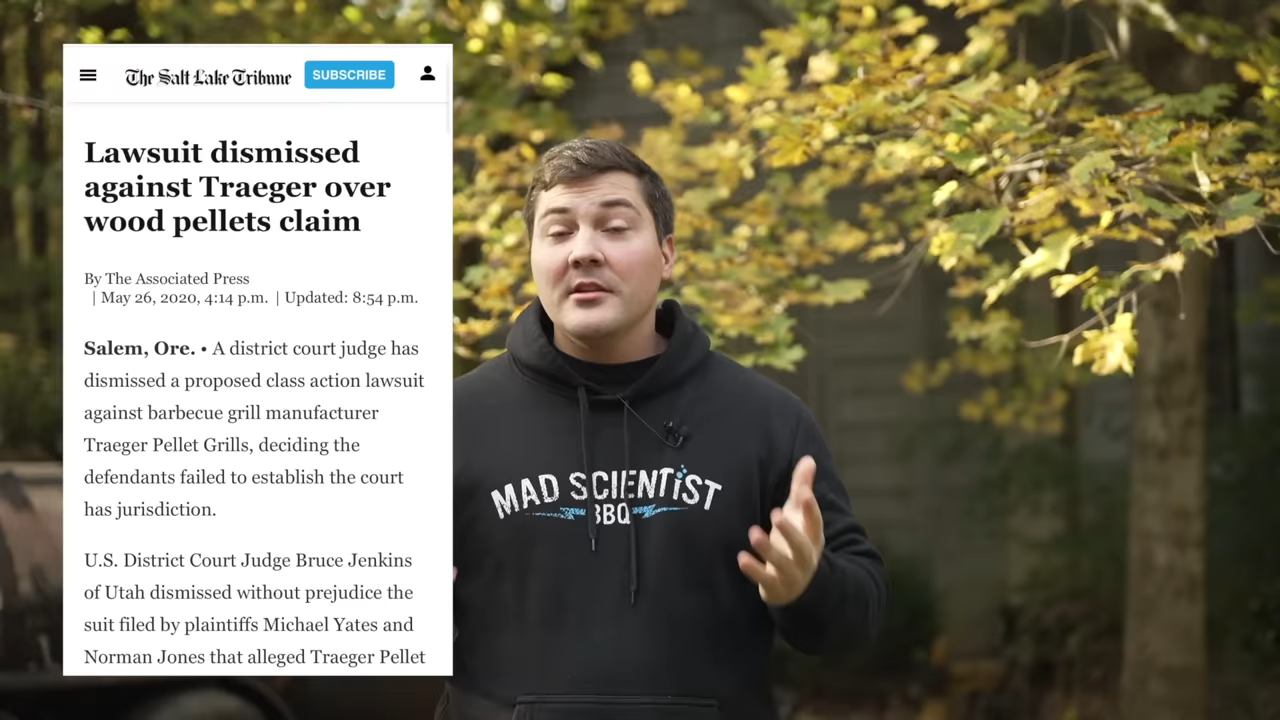 The Salt Lake Tribune
SUBSCRIBE
Lawsuit dismissed
against Traeger over
wood pellets claim
By The Associated Press
| May 26, 2020, 4:14 p.m. | Updated: 8:54 p.m.
Salem, Ore. • A district court judge has
dismissed a proposed class action lawsuit
against barbecue grill manufacturer
Traeger Pellet Grills, deciding the
defendants failed to establish the court
has jurisdiction.
U.S. District Court Judge Bruce Jenkins
of Utah dismissed without prejudice the
suit filed by plaintiffs Michael Yates and
Norman Jones that alleged Traeger Pellet
MAD SCIENTiST
BBQ